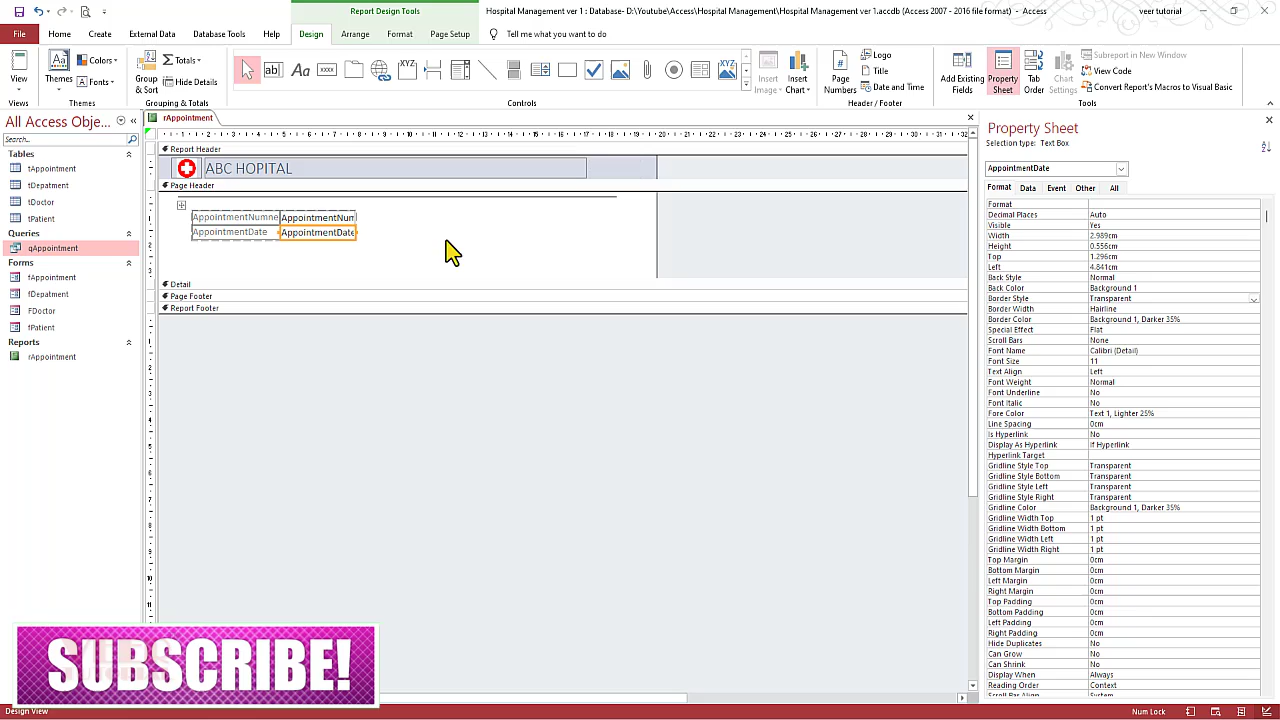 Report Design Tools
Hospital Management ver 1 : Database- D:\Youtube\Access\Hospital Management\Hospital Management ver 1.accdb (Access 2007 - 2016 file format) - Access
veer tutorial
File Home Create External Data Database Tools Help Design Arrange Format Page Setup Tell me what you want to do
View
Views
Themes
Colors
Fonts
Themes
Group & Sort
Totals
Hide Details
Grouping & Totals
Controls
Insert Image
Insert Chart
Page Numbers
Logo
Title
Date and Time
Header / Footer
Add Existing Fields
Property Sheet
Tab Order
Chart Settings
Subreport in New Window
View Code
Convert Report's Macros to Visual Basic
Tools
All Access Obje...
Search...
Tables
tAppointment
tDepatment
tDoctor
tPatient
Queries
qAppointment
Forms
fAppointment
fDepatment
FDoctor
fPatient
Reports
rAppointment
rAppointment
Report Header
ABC HOPITAL
Page Header
AppointmentNumne AppointmentNum
AppointmentDate AppointmentDate
Detail
Page Footer
Report Footer
Property Sheet
Selection type: Text Box
AppointmentDate
Format Data Event Other All
Format
Decimal Places Auto
Visible Yes
Width 2.989cm
Height 0.556cm
Top 1.296cm
Left 4.841cm
Back Style Normal
Back Color Background 1
Border Style Transparent
Border Width Hairline
Border Color Background 1, Darker 35%
Special Effect Flat
Scroll Bars None
Font Name Calibri (Detail)
Font Size 11
Text Align Left
Font Weight Normal
Font Underline No
Font Italic No
Fore Color Text 1, Lighter 25%
Line Spacing 0cm
Is Hyperlink No
Display As Hyperlink If Hyperlink
Hyperlink Target
Gridline Style Top Transparent
Gridline Style Bottom Transparent
Gridline Style Left Transparent
Gridline Style Right Transparent
Gridline Color Background 1, Darker 35%
Gridline Width Top 1 pt
Gridline Width Bottom 1 pt
Gridline Width Left 1 pt
Gridline Width Right 1 pt
Top Margin 0cm
Bottom Margin 0cm
Left Margin 0cm
Right Margin 0cm
Top Padding 0cm
Bottom Padding 0cm
Left Padding 0cm
Right Padding 0cm
Hide Duplicates No
Can Grow No
Can Shrink No
Display When Always
Reading Order Context
Scroll Bar Align System
SUBSCRIBE!
Design View
Num Lock